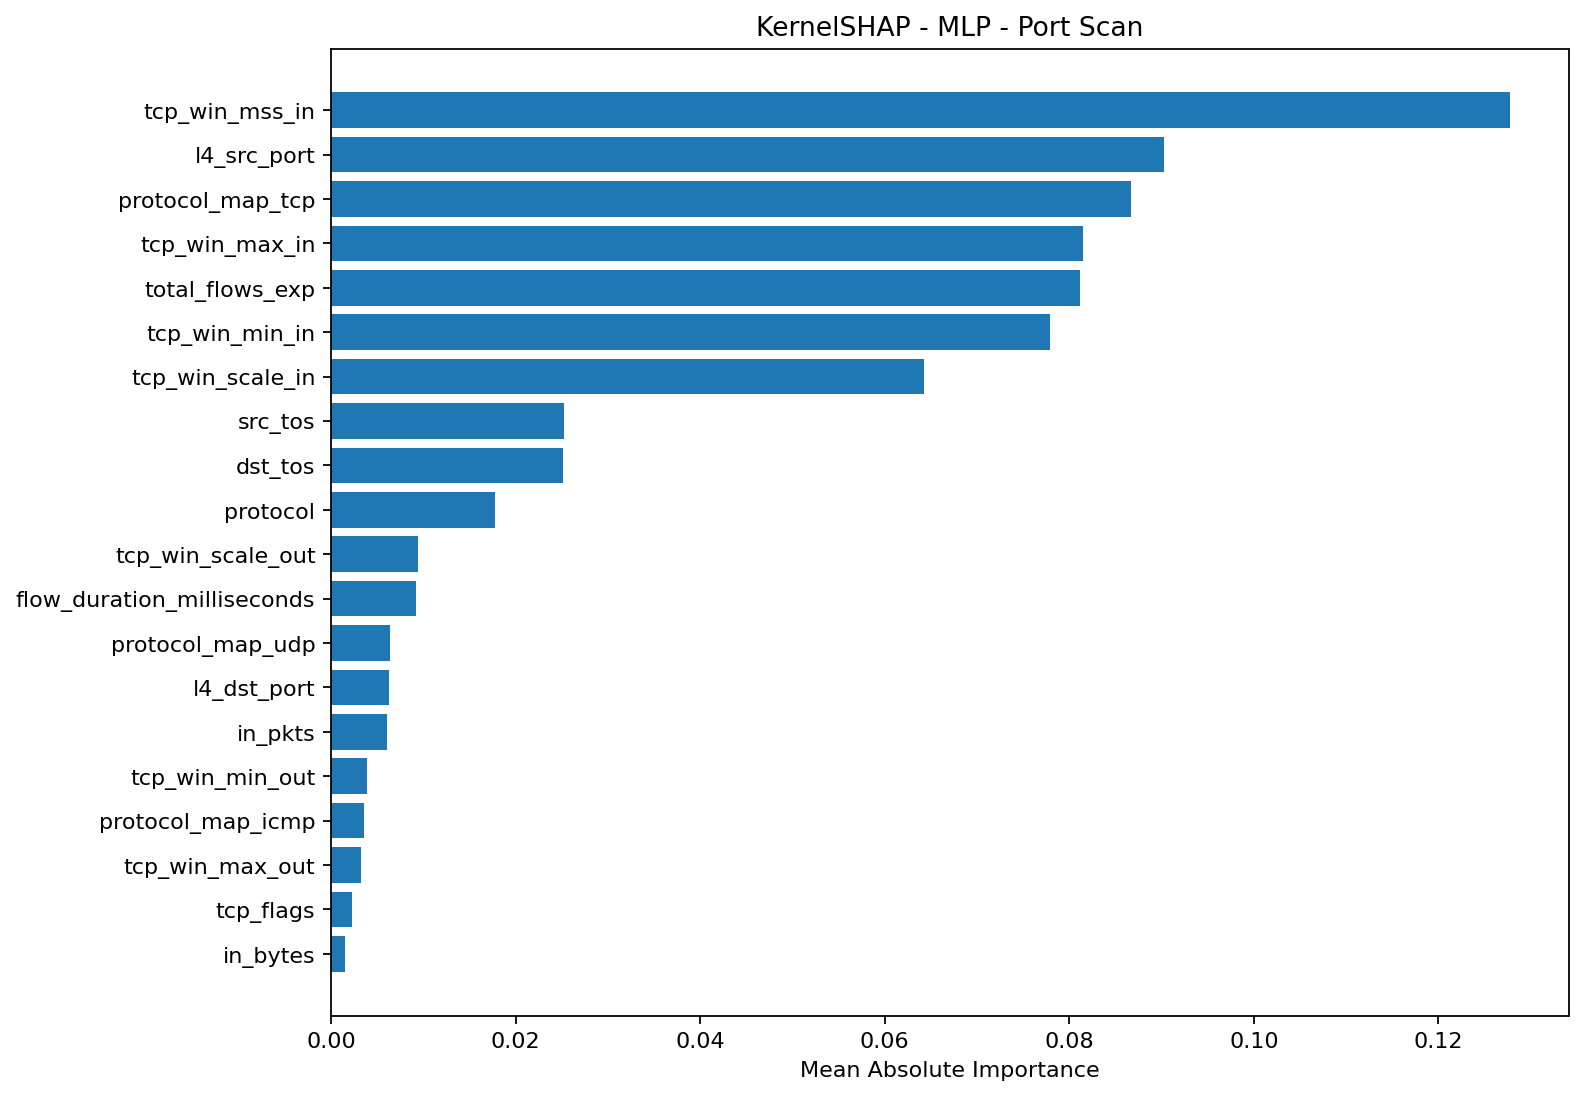 KernelSHAP - MLP - Port Scan
tcp_win_mss_in
l4_src_port
protocol_map_tcp
tcp_win_max_in
total_flows_exp
tcp_win_min_in
tcp_win_scale_in
src_tos
dst_tos
protocol
tcp_win_scale_out
flow_duration_milliseconds
protocol_map_udp
l4_dst_port
in_pkts
tcp_win_min_out
protocol_map_icmp
tcp_win_max_out
tcp_flags
in_bytes
0.00 0.02 0.04 0.06 0.08 0.10 0.12
Mean Absolute Importance